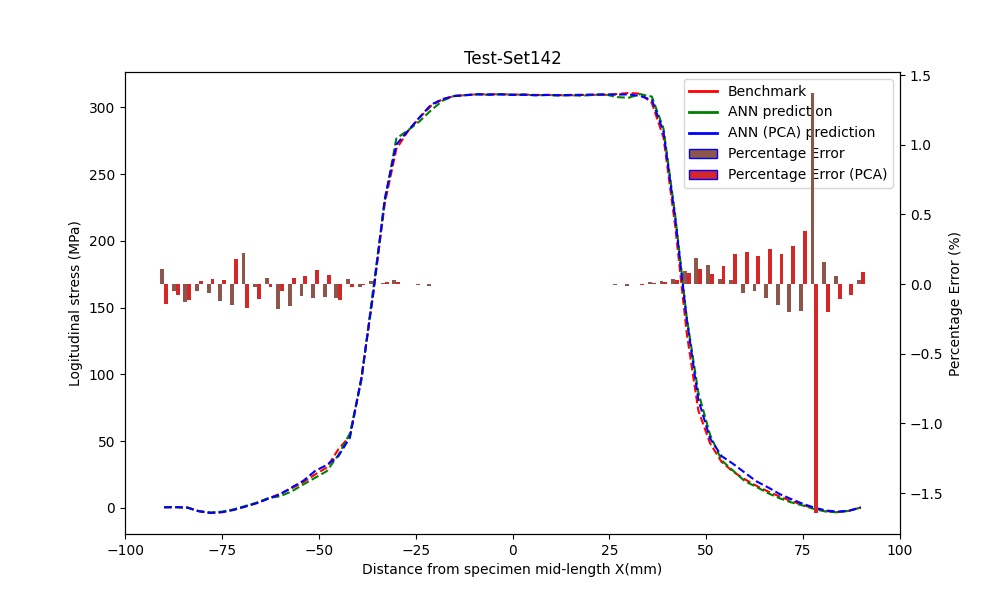 Test-Set142
Benchmark
ANN prediction
ANN (PCA) prediction
Percentage Error
Percentage Error (PCA)
300
250
200
150
100
50
0
Logitudinal stress (MPa)
1.5
1.0
0.5
0.0
−0.5
−1.0
−1.5
Percentage Error (%)
−100 −75 −50 −25 0 25 50 75 100
Distance from specimen mid-length X(mm)